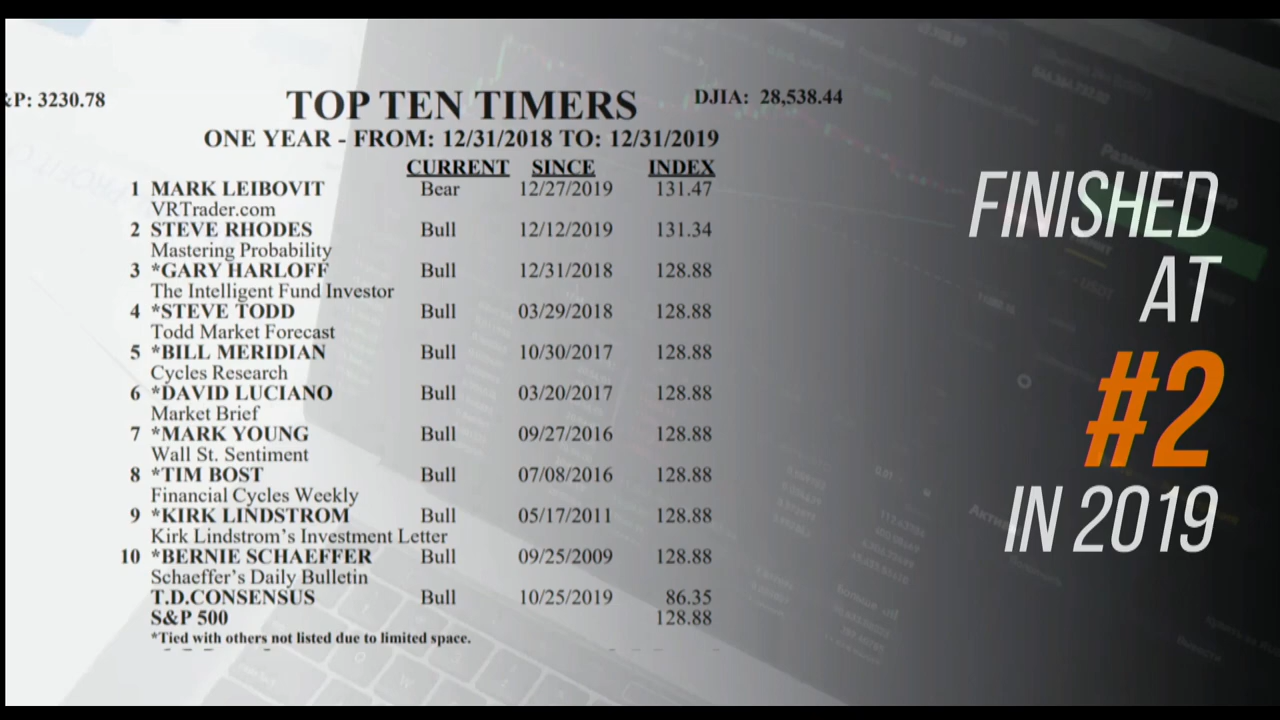 &P: 3230.78
TOP TEN TIMERS
DJIA: 28,538.44
ONE YEAR - FROM: 12/31/2018 TO: 12/31/2019
CURRENT SINCE INDEX
1 MARK LEIBOVIT Bear 12/27/2019 131.47
VRTrader.com
2 STEVE RHODES Bull 12/12/2019 131.34
Mastering Probability
3 *GARY HARLOFF Bull 12/31/2018 128.88
The Intelligent Fund Investor
4 *STEVE TODD Bull 03/29/2018 128.88
Todd Market Forecast
5 *BILL MERIDIAN Bull 10/30/2017 128.88
Cycles Research
6 *DAVID LUCIANO Bull 03/20/2017 128.88
Market Brief
7 *MARK YOUNG Bull 09/27/2016 128.88
Wall St. Sentiment
8 *TIM BOST Bull 07/08/2016 128.88
Financial Cycles Weekly
9 *KIRK LINDSTROM Bull 05/17/2011 128.88
Kirk Lindstrom's Investment Letter
10 *BERNIE SCHAEFFER Bull 09/25/2009 128.88
Schaeffer's Daily Bulletin
T.D.CONSENSUS Bull 10/25/2019 86.35
S&P 500 128.88
*Tied with others not listed due to limited space.
FINISHED
AT
#2
IN 2019